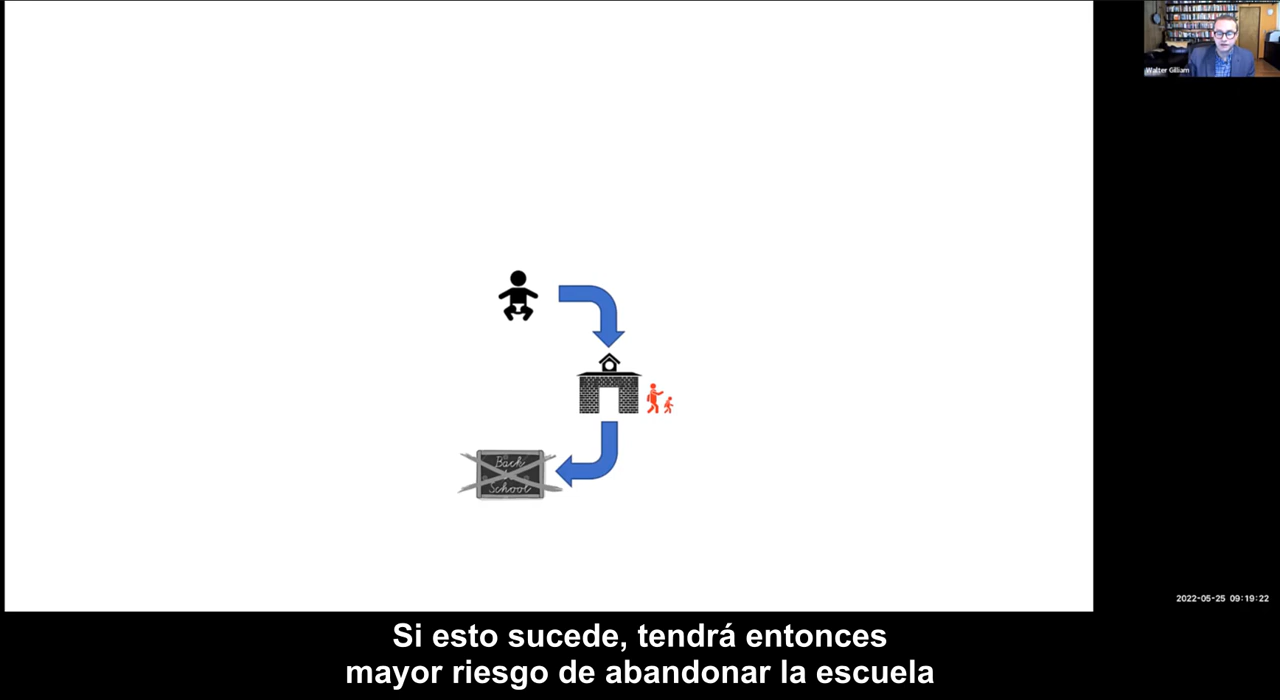 Walter Gilliam
Back
School
2022-05-25 09:19:22
Si esto sucede, tendrá entonces
mayor riesgo de abandonar la escuela